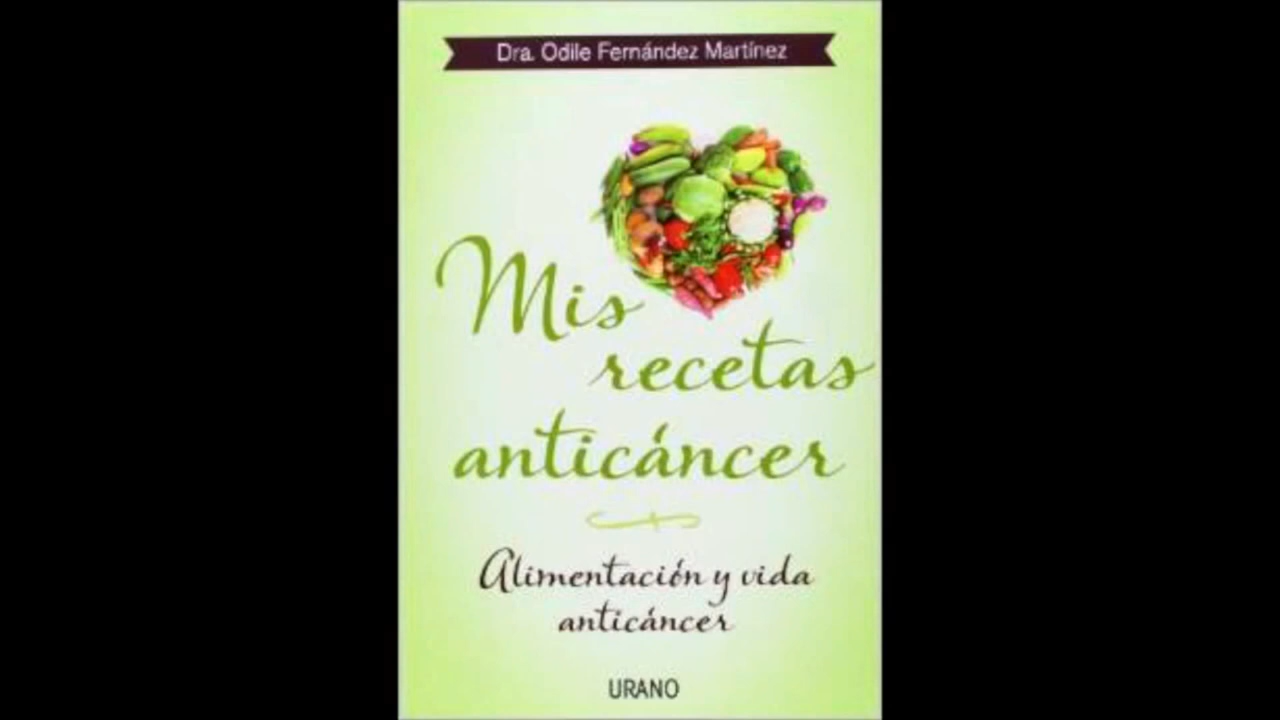 Dra. Odile Fernández Martínez
Mis
recetas
anticáncer
Alimentación y vida
anticáncer
URANO